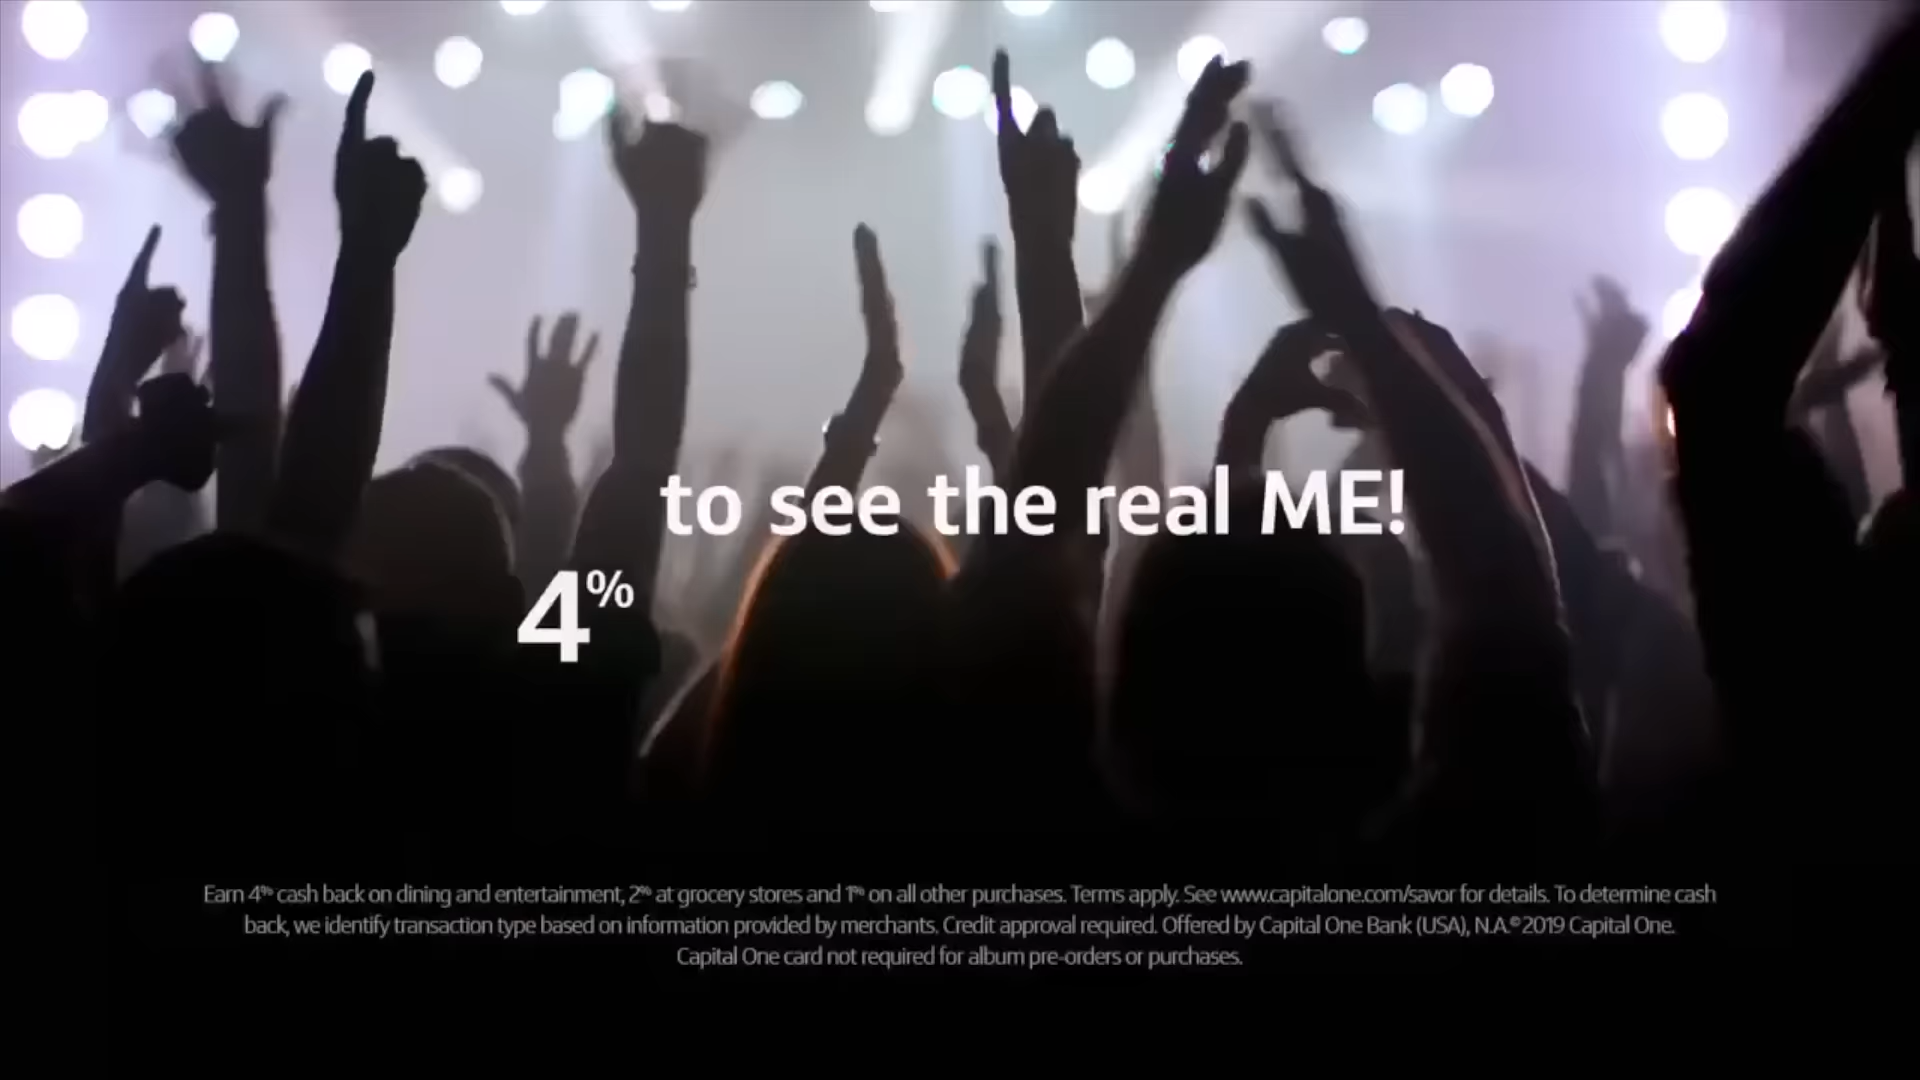 to see the real ME!
4%
Earn 4% cash back on dining and entertainment, 2% at grocery stores and 1% on all other purchases. Terms apply. See www.capitalone.com/savor for details. To determine cash
back, we identify transaction type based on information provided by merchants. Credit approval required. Offered by Capital One Bank (USA), N.A.©2019 Capital One.
Capital One card not required for album pre-orders or purchases.